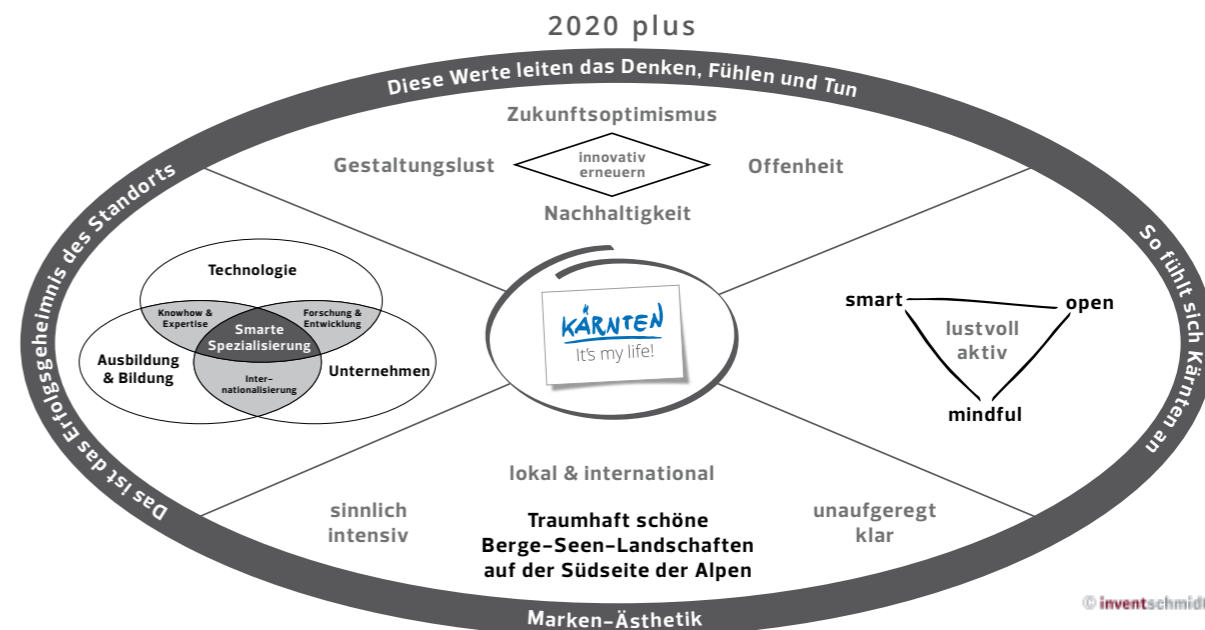 2020 plus
Diese Werte leiten das Denken, Fühlen und Tun
Zukunftsoptimismus
Gestaltungslust
innovativ
erneuern
Offenheit
Nachhaltigkeit
Das ist das Erfolgsgeheimnis des Standorts
Technologie
Knowhow &
Expertise
Forschung &
Entwicklung
Smarte
Spezialisierung
Ausbildung
& Bildung
Unternehmen
Inter-
nationalisierung
KÄRNTEN
It's my life!
So fühlt sich Kärnten an
smart
open
lustvoll
aktiv
mindful
lokal & international
sinnlich
intensiv
Traumhaft schöne
Berge-Seen-Landschaften
auf der Südseite der Alpen
unaufgeregt
klar
Marken-Ästhetik
© inventschmidt